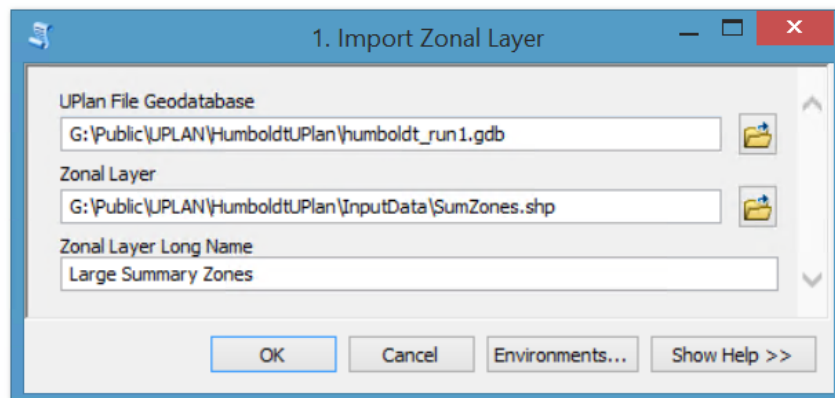 1. Import Zonal Layer
UPlan File Geodatabase
G:\Public\UPLAN\HumboldtUPlan\humboldt_run1.gdb
Zonal Layer
G:\Public\UPLAN\HumboldtUPlan\InputData\SumZones.shp
Zonal Layer Long Name
Large Summary Zones
OK Cancel Environments... Show Help >>